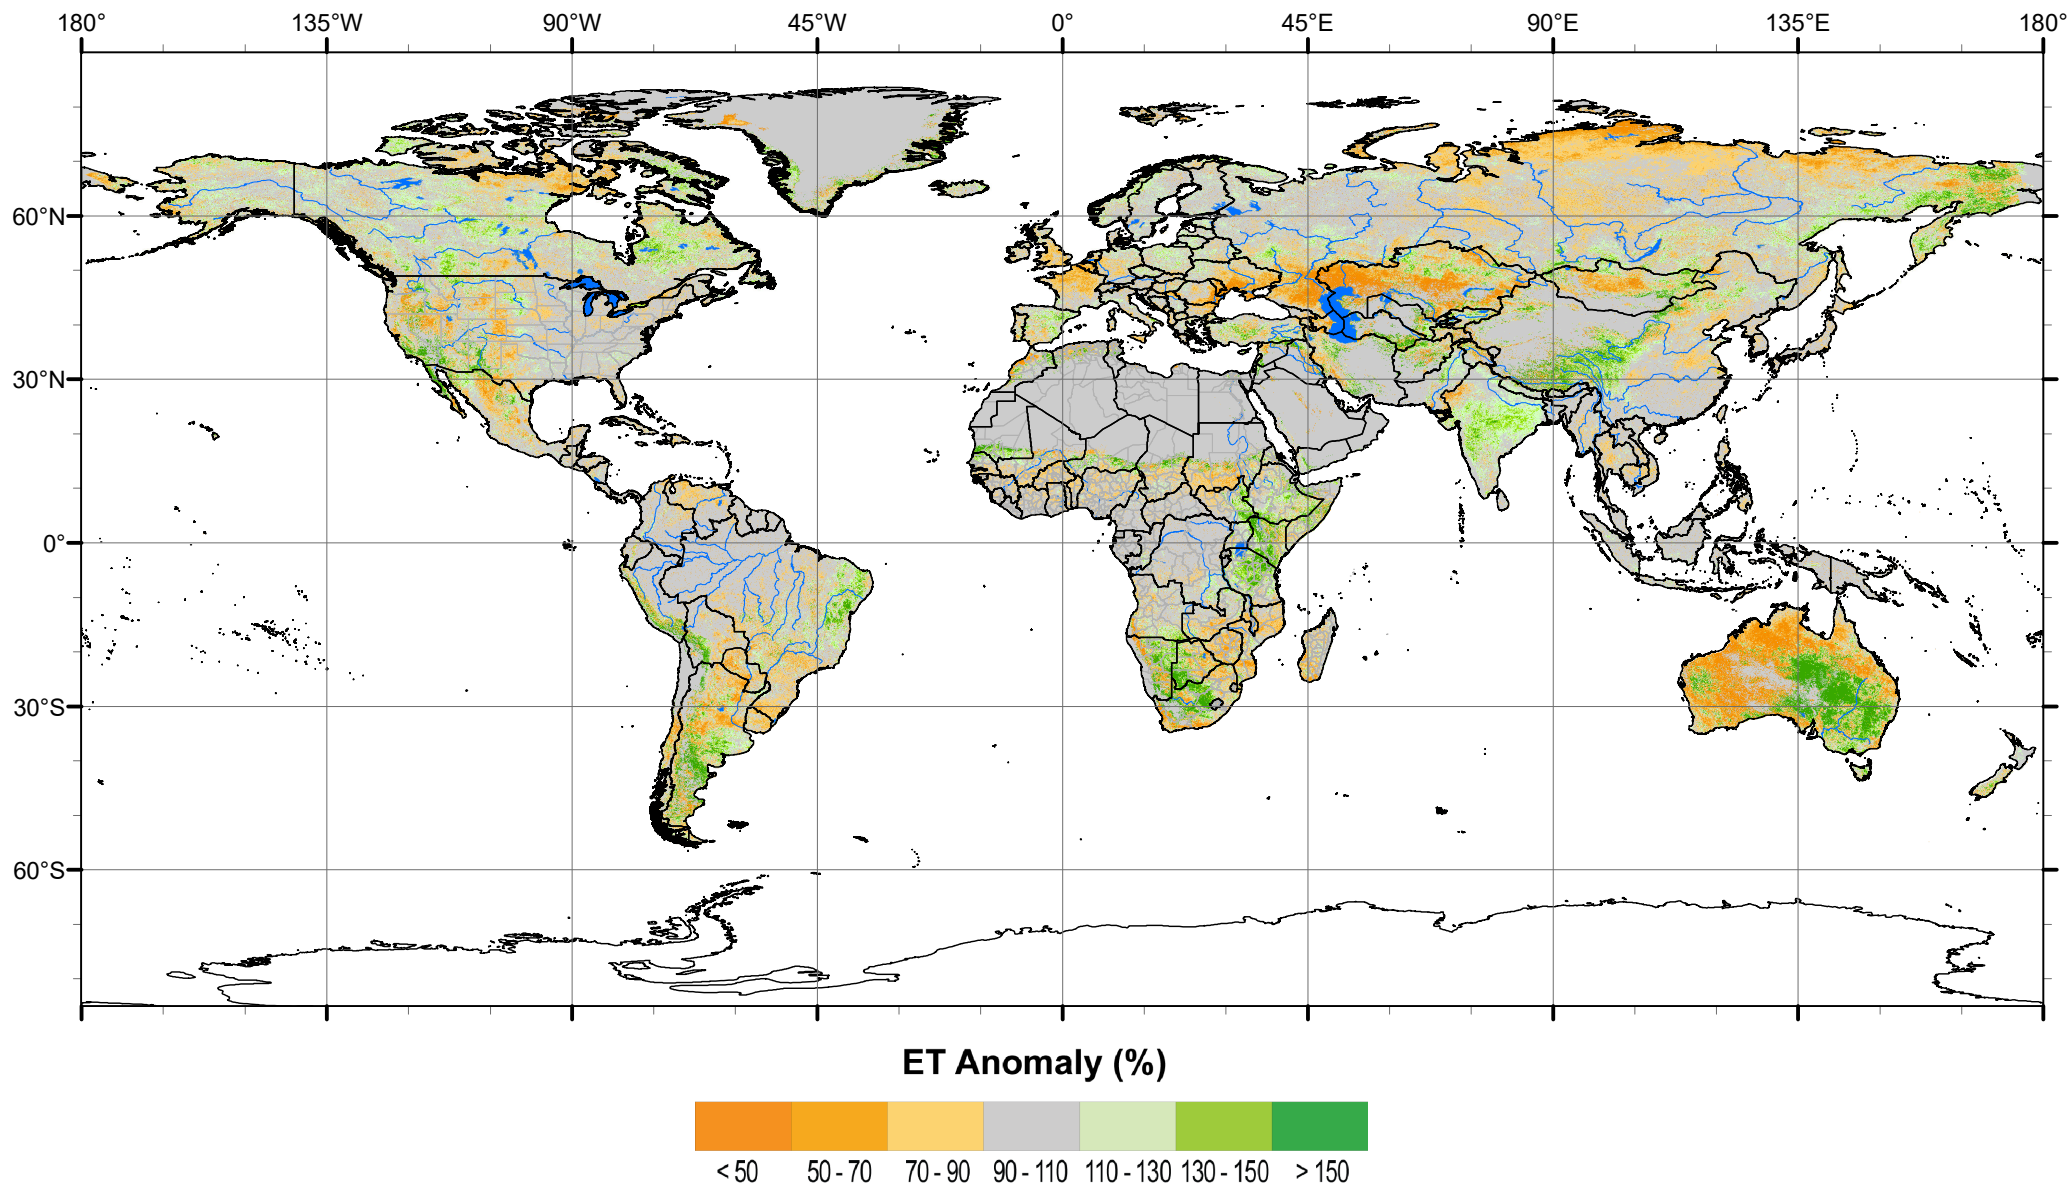 180° 135°W 90°W 45°W 0° 45°E 90°E 135°E 180°
60°N
30°N
0°
30°S
60°S
ET Anomaly (%)
< 50 50 - 70 70 - 90 90 - 110 110 - 130 130 - 150 > 150